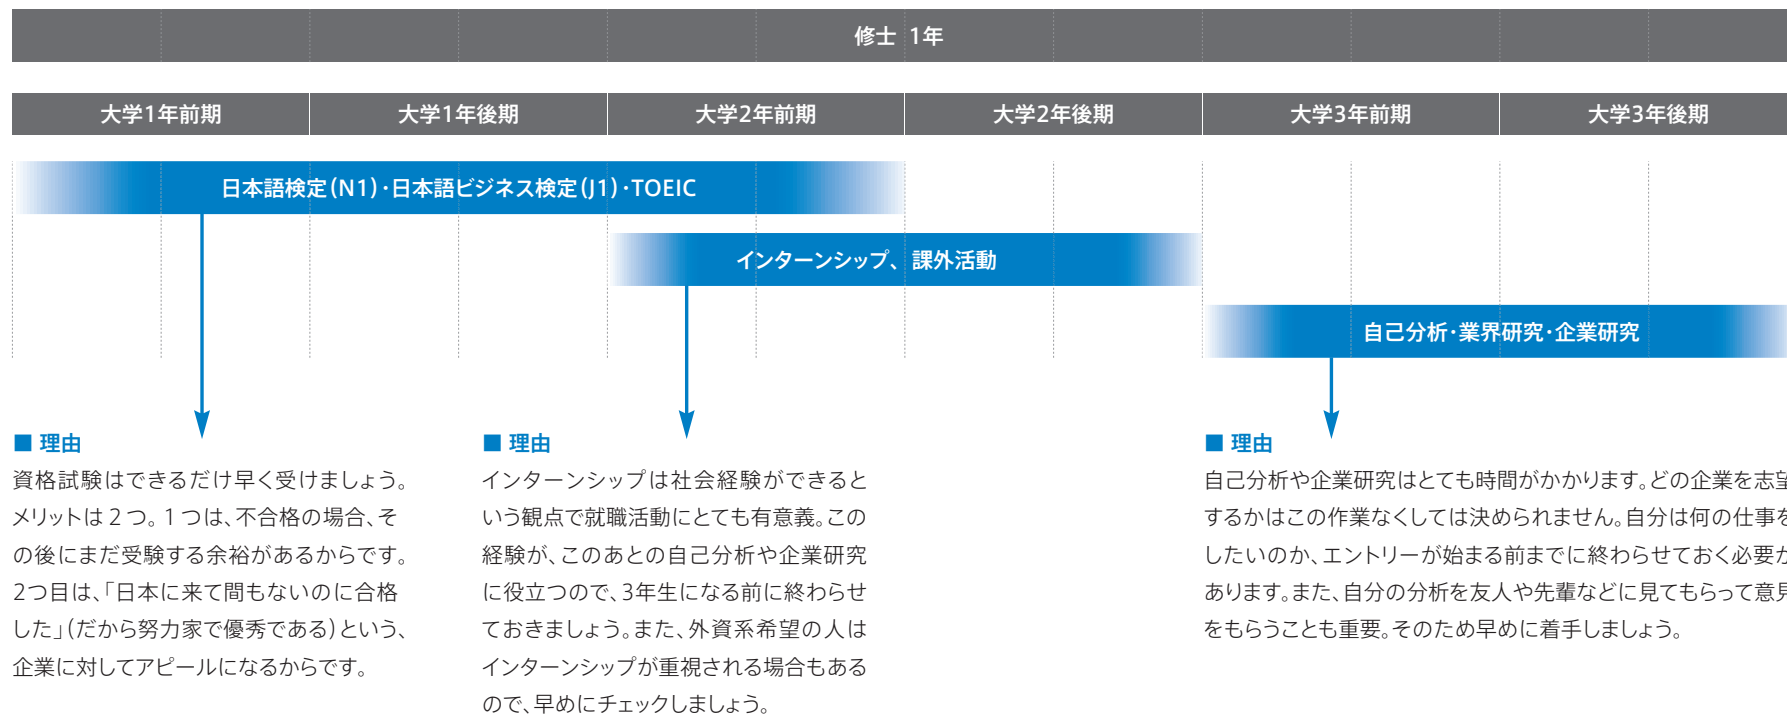 修士 1年
大学1年前期 大学1年後期 大学2年前期 大学2年後期 大学3年前期 大学3年後期
日本語検定(N1)・日本語ビジネス検定(J1)・TOEIC
インターンシップ、課外活動
自己分析・業界研究・企業研究
■ 理由
資格試験はできるだけ早く受けましょう。
メリットは2つ。1つは、不合格の場合、そ
の後にまだ受験する余裕があるからです。
2つ目は、「日本に来て間もないのに合格
した」(だから努力家で優秀である)という、
企業に対してアピールになるからです。
■ 理由
インターンシップは社会経験ができると
いう観点で就職活動にとても有意義。この
経験が、このあとの自己分析や企業研究
に役立つので、3年生になる前に終わらせ
ておきましょう。また、外資系希望の人は
インターンシップが重視される場合もある
ので、早めにチェックしましょう。
■ 理由
自己分析や企業研究はとても時間がかかります。どの企業を志望
するかはこの作業なくしては決められません。自分は何の仕事を
したいのか、エントリーが始まる前までに終わらせておく必要が
あります。また、自分の分析を友人や先輩などに見てもらって意見
をもらうことも重要。そのため早めに着手しましょう。